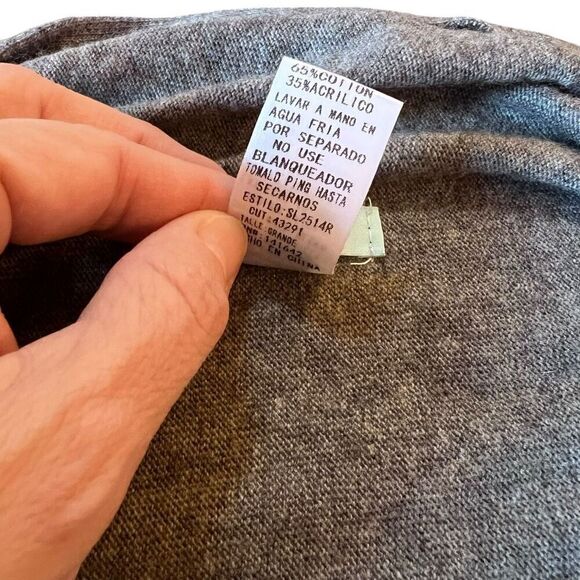 65%COTTON
35%ACRILICO
LAVAR A MANO EN
AGUA FRIA
POR SEPARADO
NO USE
BLANQUEADOR
TOMALO PING HASTA
SECARNOS
ESTILO:SL2514R
CUT:43291
TALLE GRANDE
:141642
EN CHINA